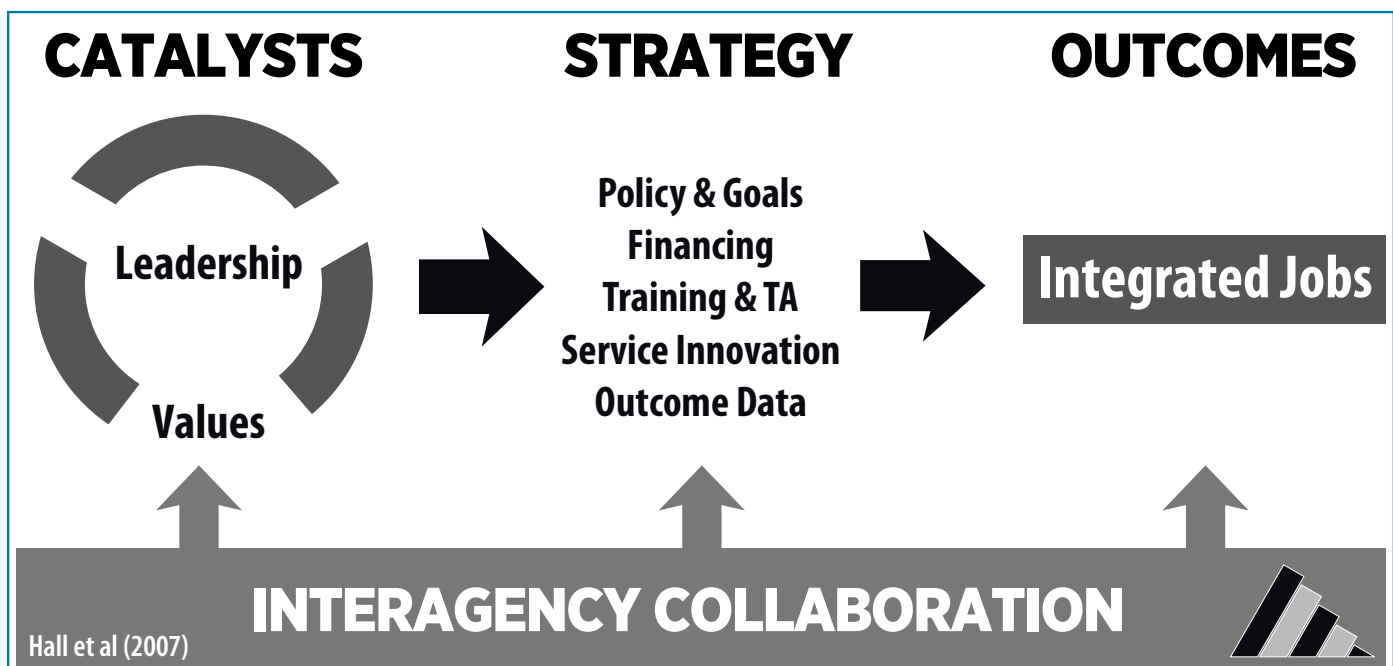 CATALYSTS
Leadership
Values
STRATEGY
Policy & Goals
Financing
Training & TA
Service Innovation
Outcome Data
OUTCOMES
Integrated Jobs
INTERAGENCY COLLABORATION
Hall et al (2007)